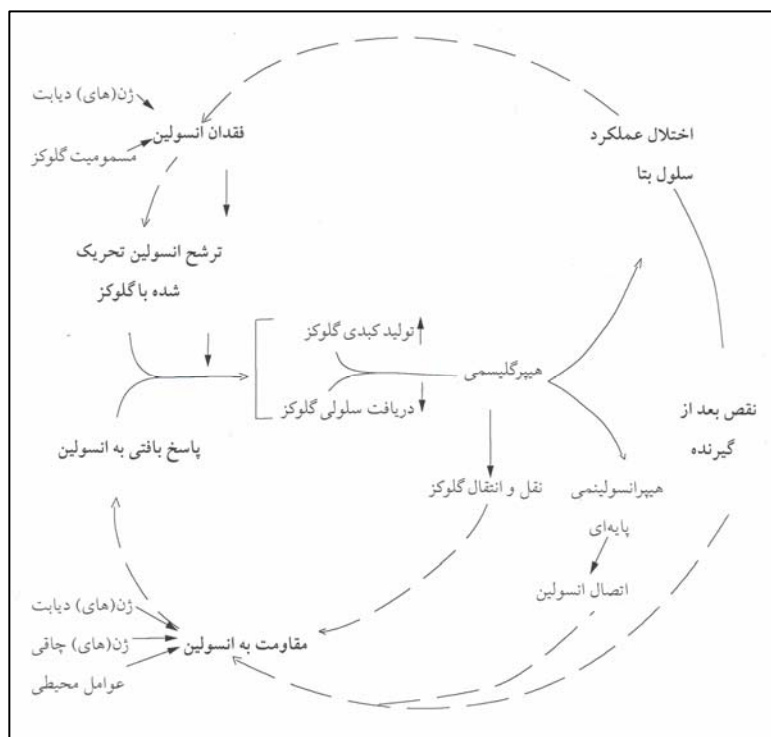 ژن(های) دیابت
فقدان انسولین
مسمومیت گلوکز
اختلال عملکرد
سلول بتا
ترشح انسولین تحریک
شده با گلوکز
تولید کبدی گلوکز
هیپرگلیسمی
دریافت سلولی گلوکز
نقص بعد از
گیرنده
پاسخ بافتی به انسولین
نقل و انتقال گلوکز
هیپرانسولینمی
پایه‌ای
اتصال انسولین
ژن(های) دیابت
ژن(های) چاقی
مقاومت به انسولین
عوامل محیطی